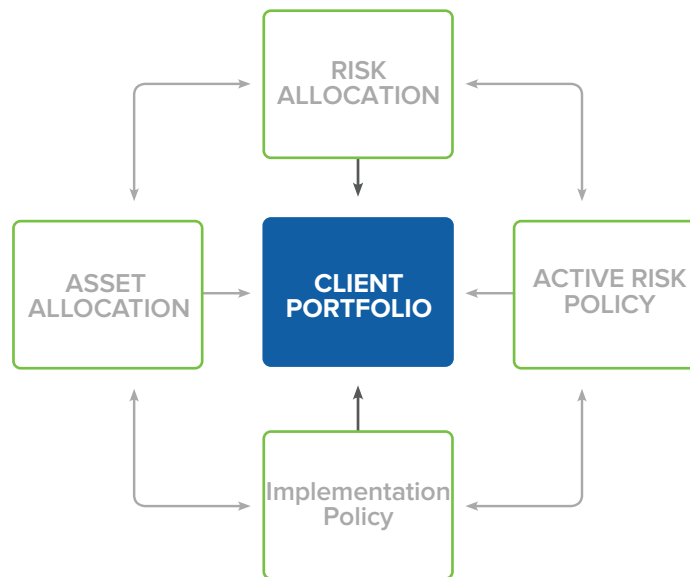 RISK
ALLOCATION
ASSET
ALLOCATION
CLIENT
PORTFOLIO
ACTIVE RISK
POLICY
Implementation
Policy